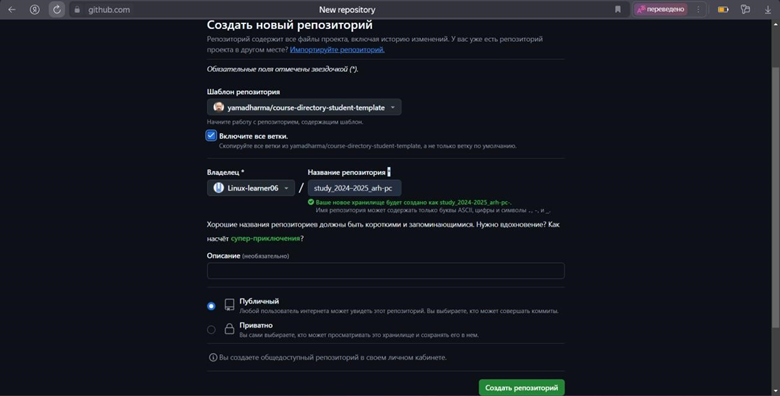 github.com
New repository
переведено
Создать новый репозиторий
Репозиторий содержит все файлы проекта, включая историю изменений. У вас уже есть репозиторий
проекта в другом месте? Импортируйте репозиторий.
Обязательные поля отмечены звездочкой (*).
Шаблон репозитория
yamadharma/course-directory-student-template
Начните работу с репозиторием, содержащим шаблон.
Включите все ветки.
Скопируйте все ветки из yamadharma/course-directory-student-template, а не только ветку по умолчанию.
Владелец *
Название репозитория *
Linux-learner06
/
study_2024–2025_arh-pc
Ваше новое хранилище будет создано как study_2024-2025_arh-pc-.
Имя репозитория может содержать только буквы ASCII, цифры и символы ., -, и _.
Хорошие названия репозиториев должны быть короткими и запоминающимися. Нужно вдохновение? Как
насчёт супер-приключения?
Описание (необязательно)
Публичный
Любой пользователь интернета может увидеть этот репозиторий. Вы выбираете, кто может совершать коммиты.
Приватно
Вы сами выбираете, кто может просматривать это хранилище и сохранять его в нем.
Вы создаете общедоступный репозиторий в своем личном кабинете.
Создать репозиторий